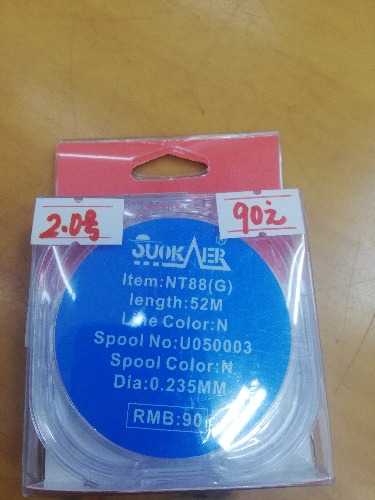 2.0号
90元
SUOKAER®
Item:NT88(G)
length:52M
Line Color:N
Spool No:U050003
Spool Color:N
Dia:0.235MM
RMB:90